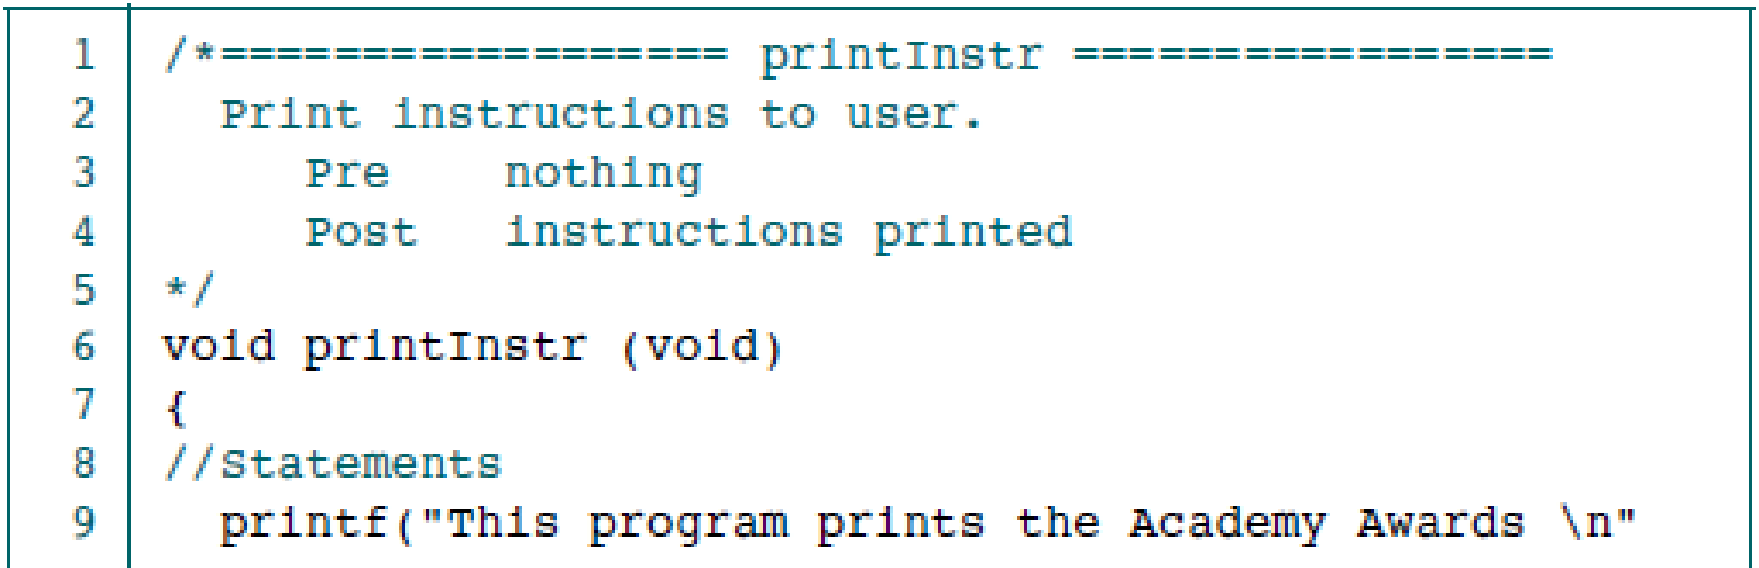 1 /*================== printInstr =================
2 Print instructions to user.
3 Pre nothing
4 Post instructions printed
5 */
6 void printInstr (void)
7 {
8 //Statements
9 printf("This program prints the Academy Awards \n"